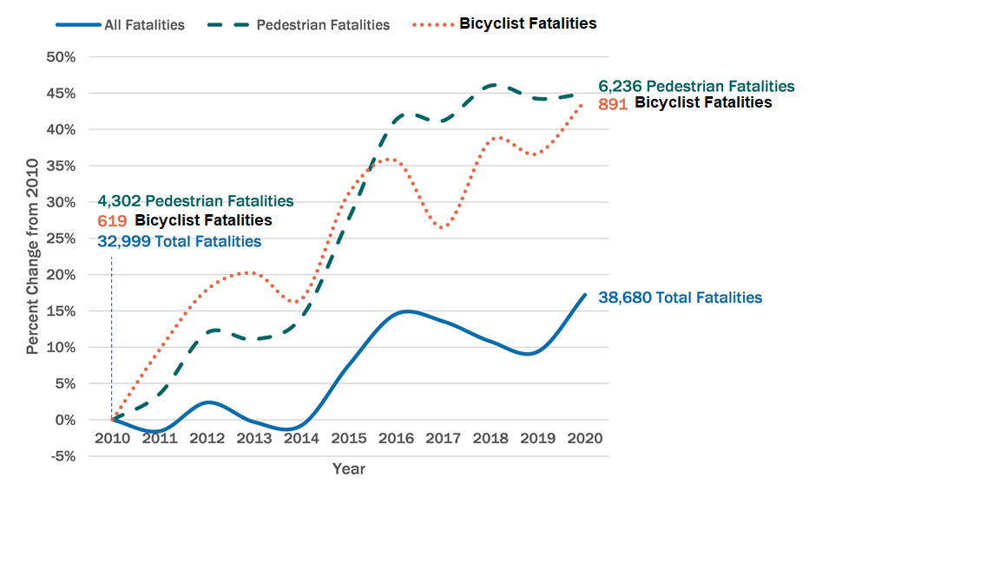 All Fatalities Pedestrian Fatalities Bicyclist Fatalities
50%
45%
40%
35%
30%
25%
20%
15%
10%
5%
0%
-5%
Percent Change from 2010
6,236 Pedestrian Fatalities
891 Bicyclist Fatalities
4,302 Pedestrian Fatalities
619 Bicyclist Fatalities
32,999 Total Fatalities
38,680 Total Fatalities
2010 2011 2012 2013 2014 2015 2016 2017 2018 2019 2020
Year